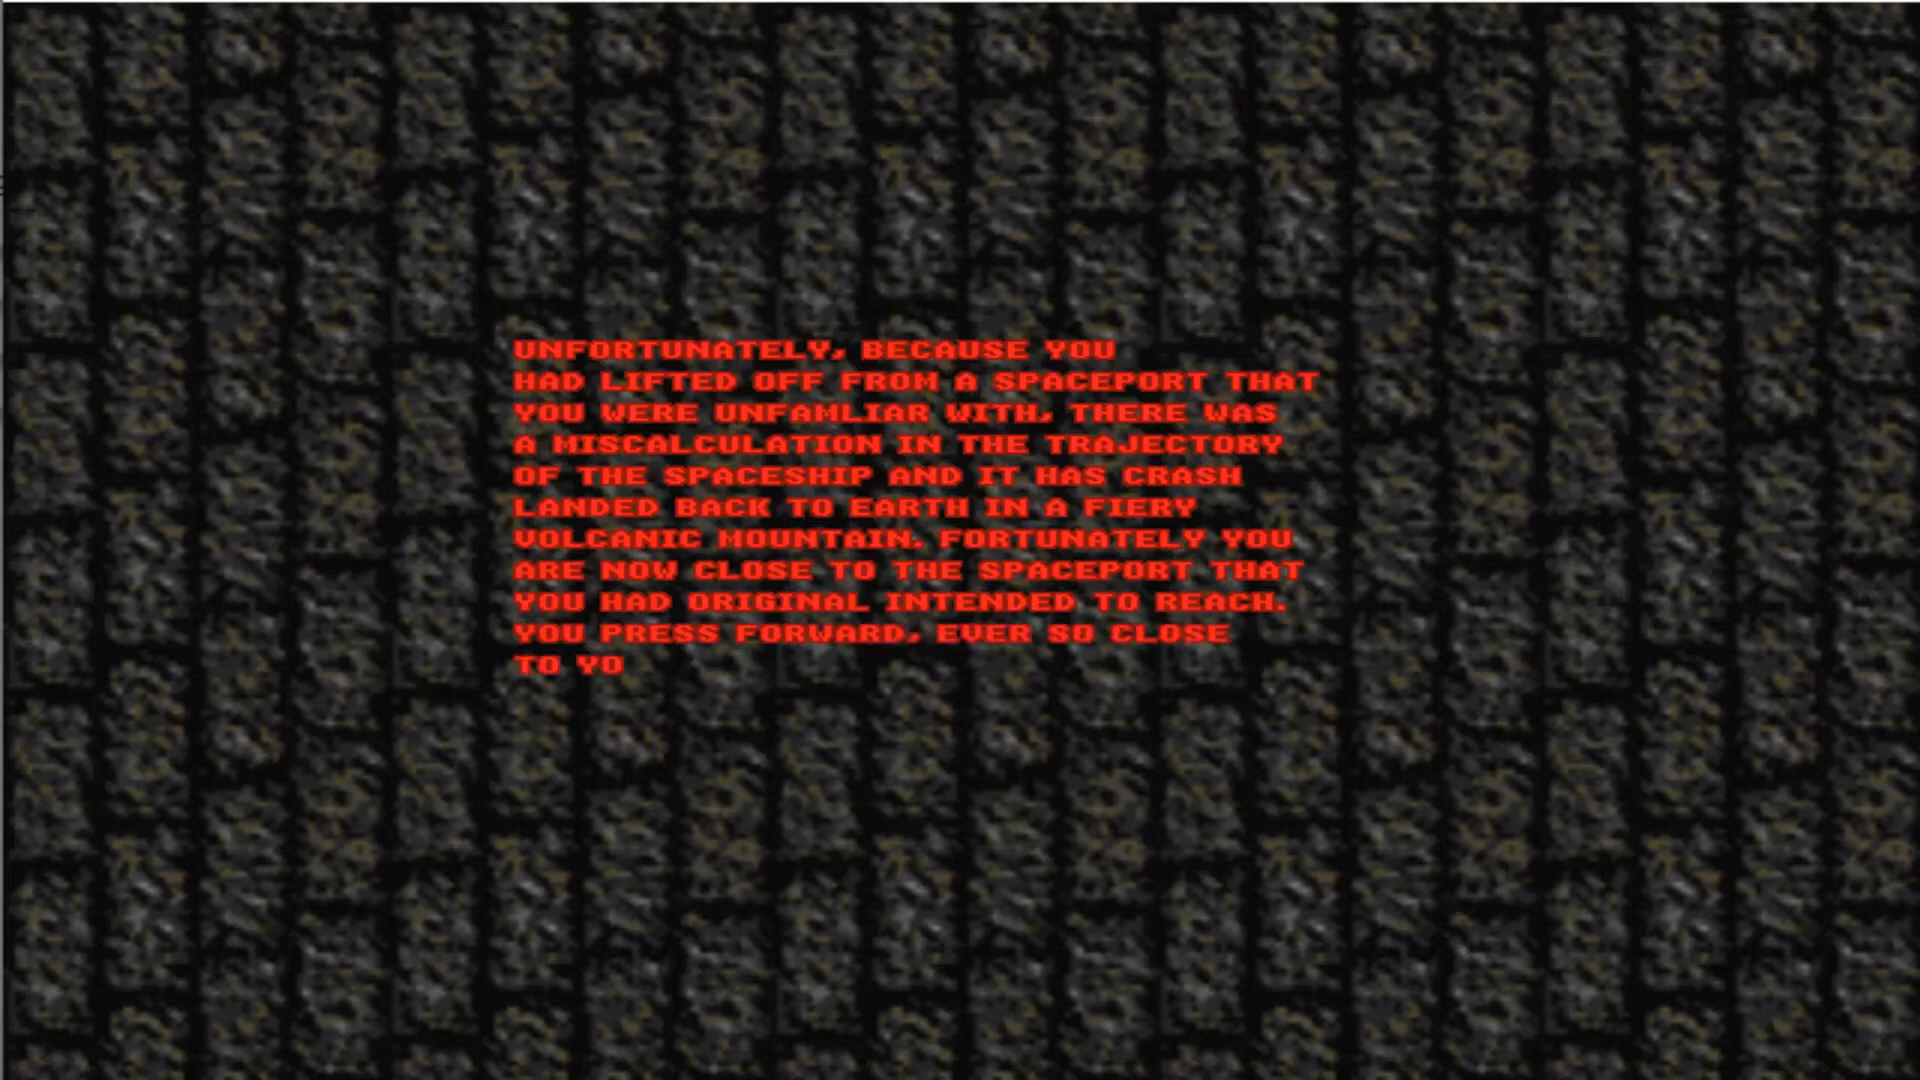 UNFORTUNATELY, BECAUSE YOU
HAD LIFTED OFF FROM A SPACEPORT THAT
YOU WERE UNFAMLIAR WITH, THERE WAS
A MISCALCULATION IN THE TRAJECTORY
OF THE SPACESHIP AND IT HAS CRASH
LANDED BACK TO EARTH IN A FIERY
VOLCANIC MOUNTAIN. FORTUNATELY YOU
ARE NOW CLOSE TO THE SPACEPORT THAT
YOU HAD ORIGINAL INTENDED TO REACH.
YOU PRESS FORWARD, EVER SO CLOSE
TO YO